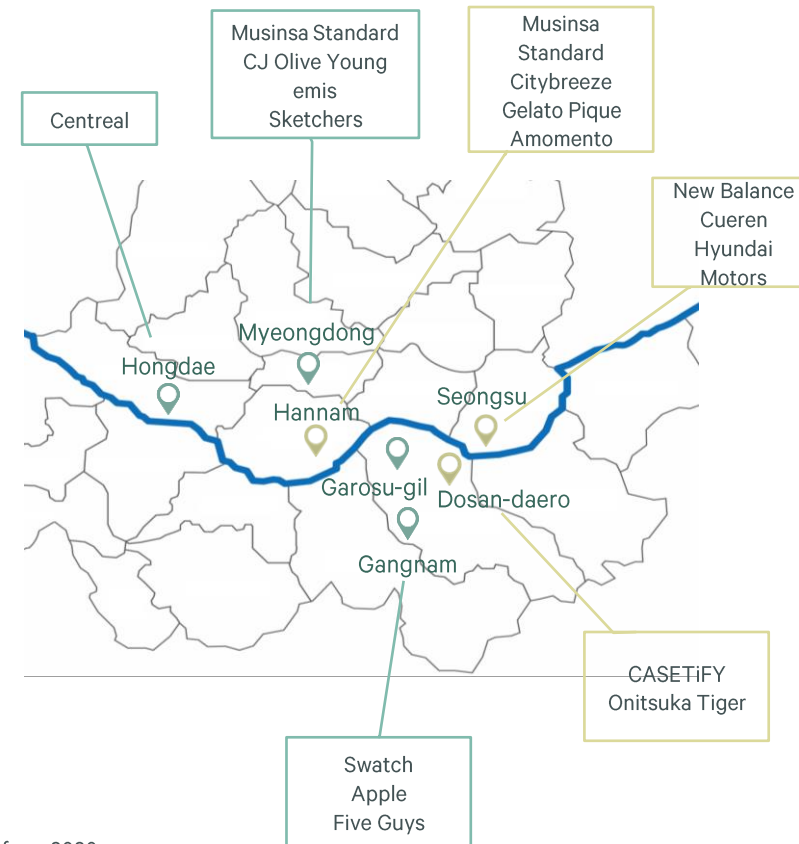 Musinsa Standard
CJ Olive Young
emis
Sketchers
Musinsa
Standard
Citybreeze
Gelato Pique
Amomento
Centreal
New Balance
Cueren
Hyundai
Motors
Myeongdong
Hongdae
Seongsu
Hannam
Garosu-gil
Dosan-daero
Gangnam
CASETiFY
Onitsuka Tiger
Swatch
Apple
Five Guys